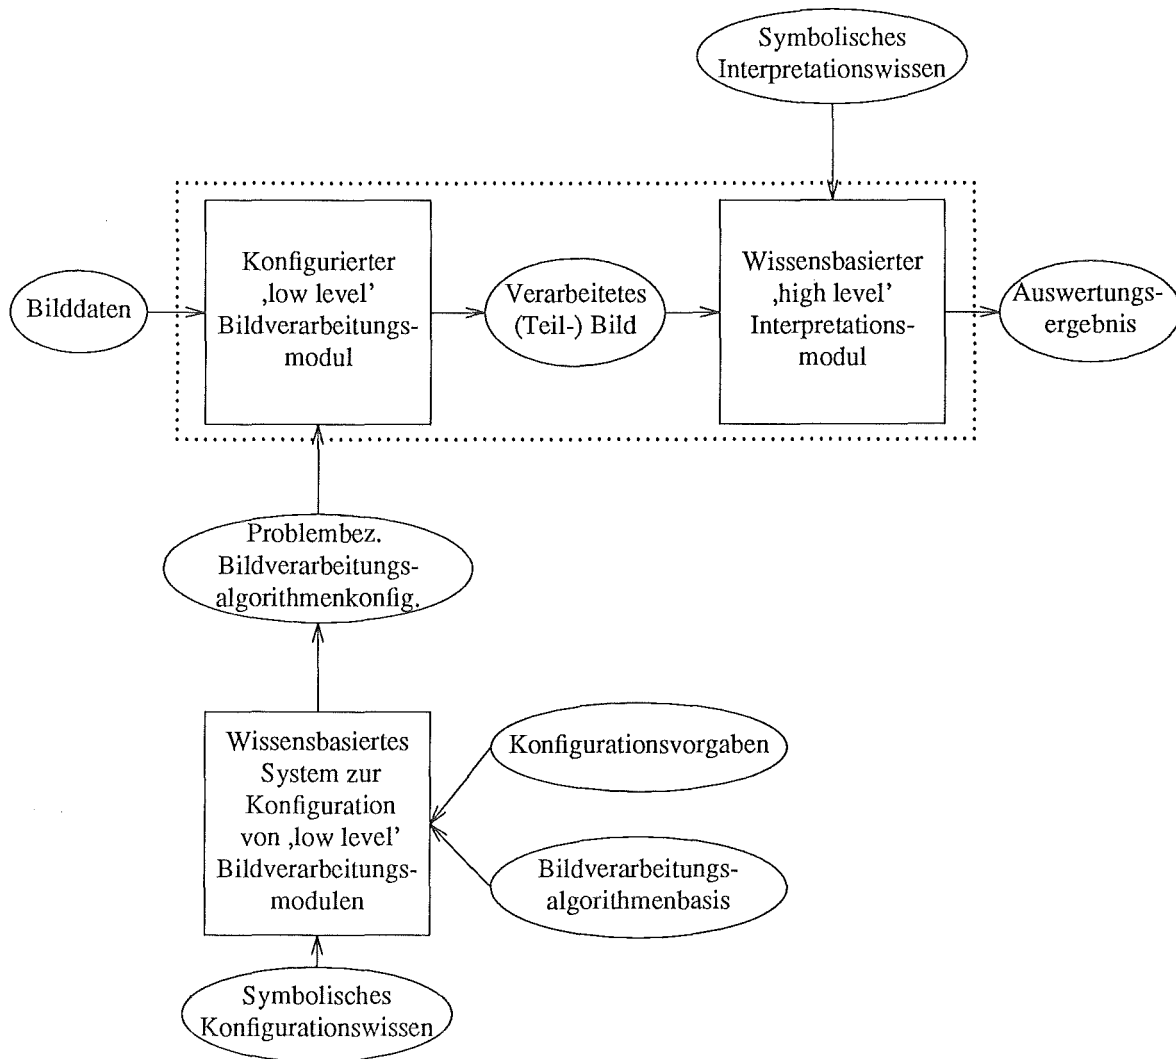 Symbolisches
Interpretationswissen
Bilddaten
Konfigurierter
‚low level’
Bildverarbeitungs-
modul
Verarbeitetes
(Teil-) Bild
Wissensbasierter
‚high level’
Interpretations-
modul
Auswertungs-
ergebnis
Problembez.
Bildverarbeitungs-
algorithmenkonfig.
Wissensbasiertes
System zur
Konfiguration
von ‚low level’
Bildverarbeitungs-
modulen
Konfigurationsvorgaben
Bildverarbeitungs-
algorithmenbasis
Symbolisches
Konfigurationswissen